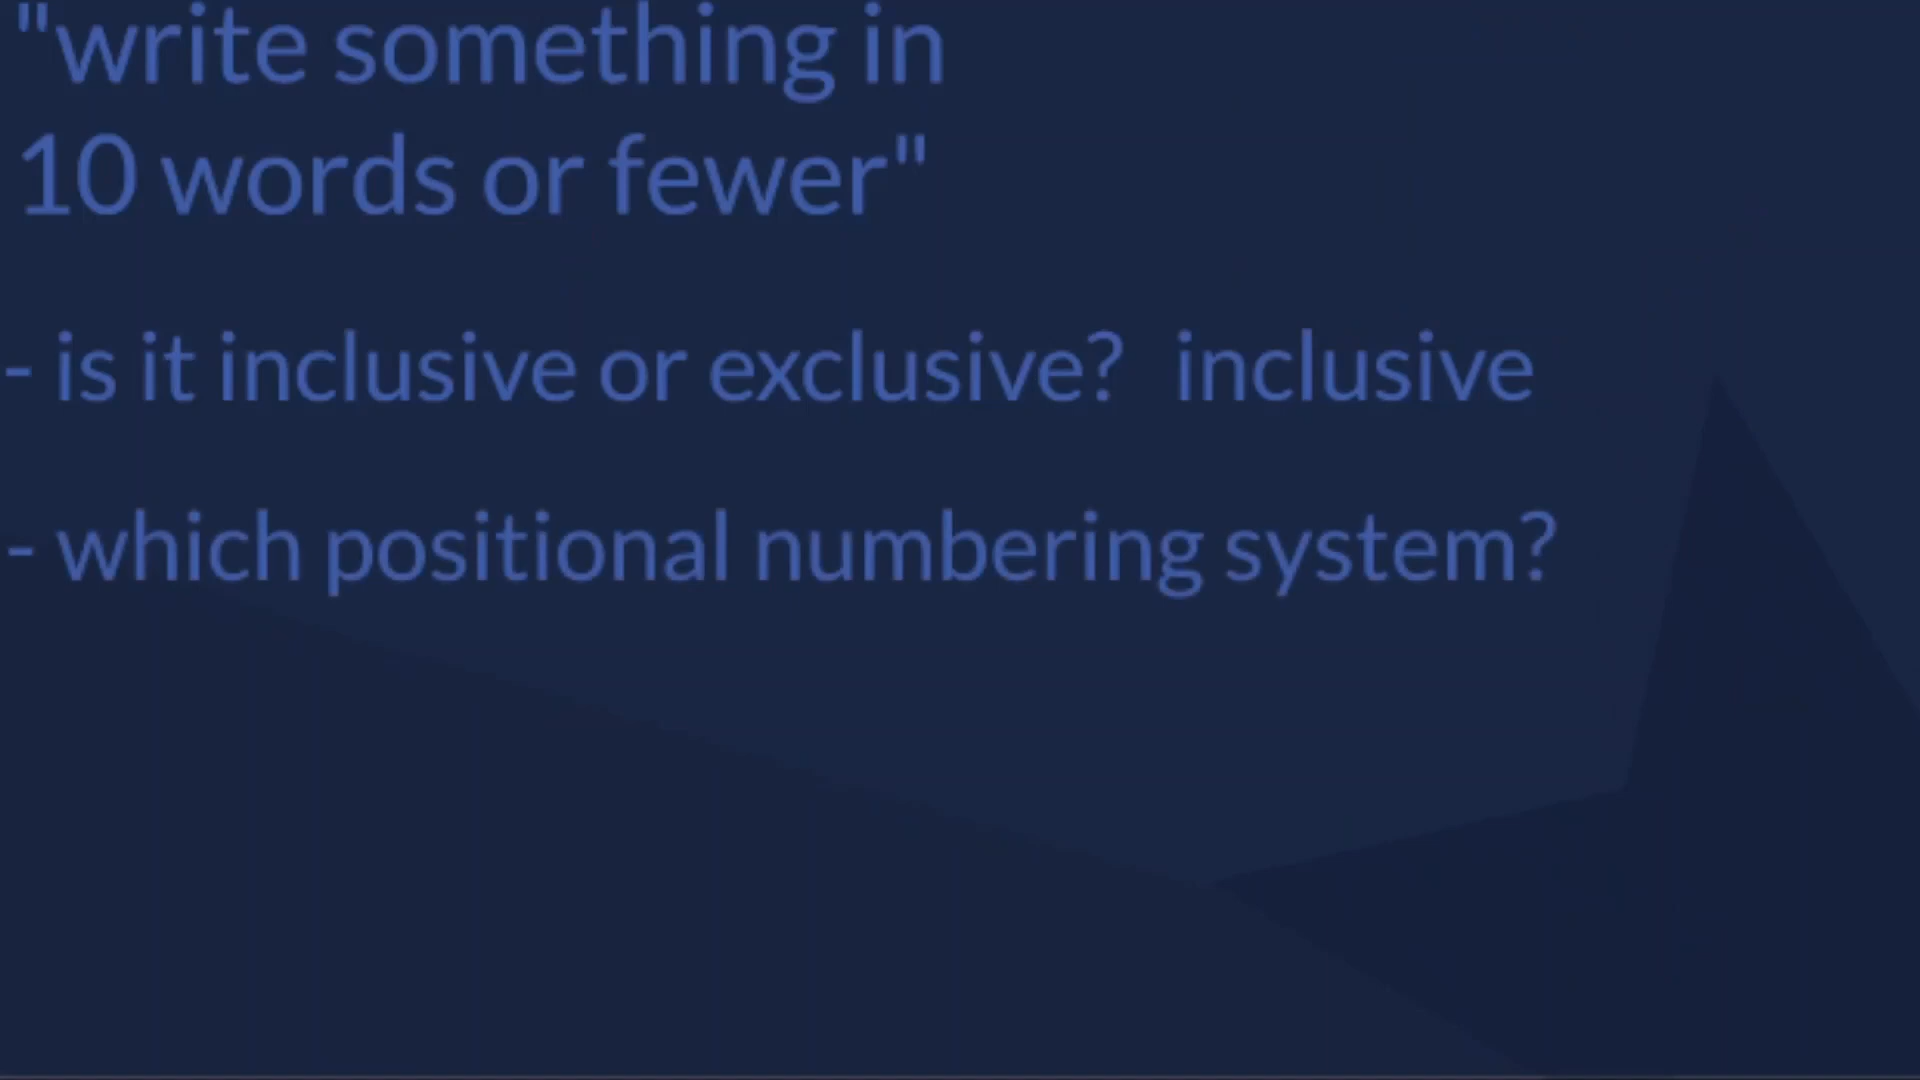 "write something in
10 words or fewer"
- is it inclusive or exclusive? inclusive
- which positional numbering system?